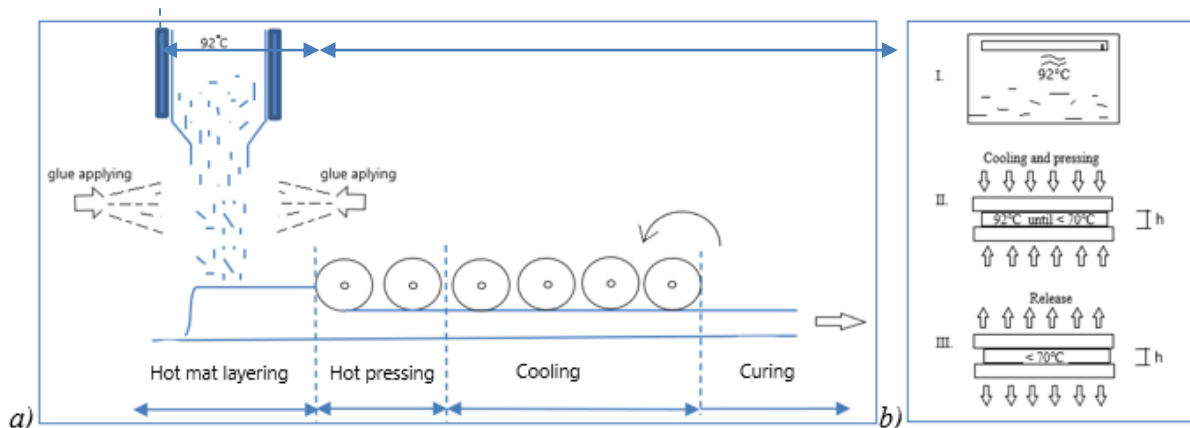 92°C
glue applying
glue aplying
Hot mat layering
Hot pressing
Cooling
Curing
a)
I.
92°C
Cooling and pressing
II.
92°C until < 70°C
h
Release
III.
< 70°C
h
b)